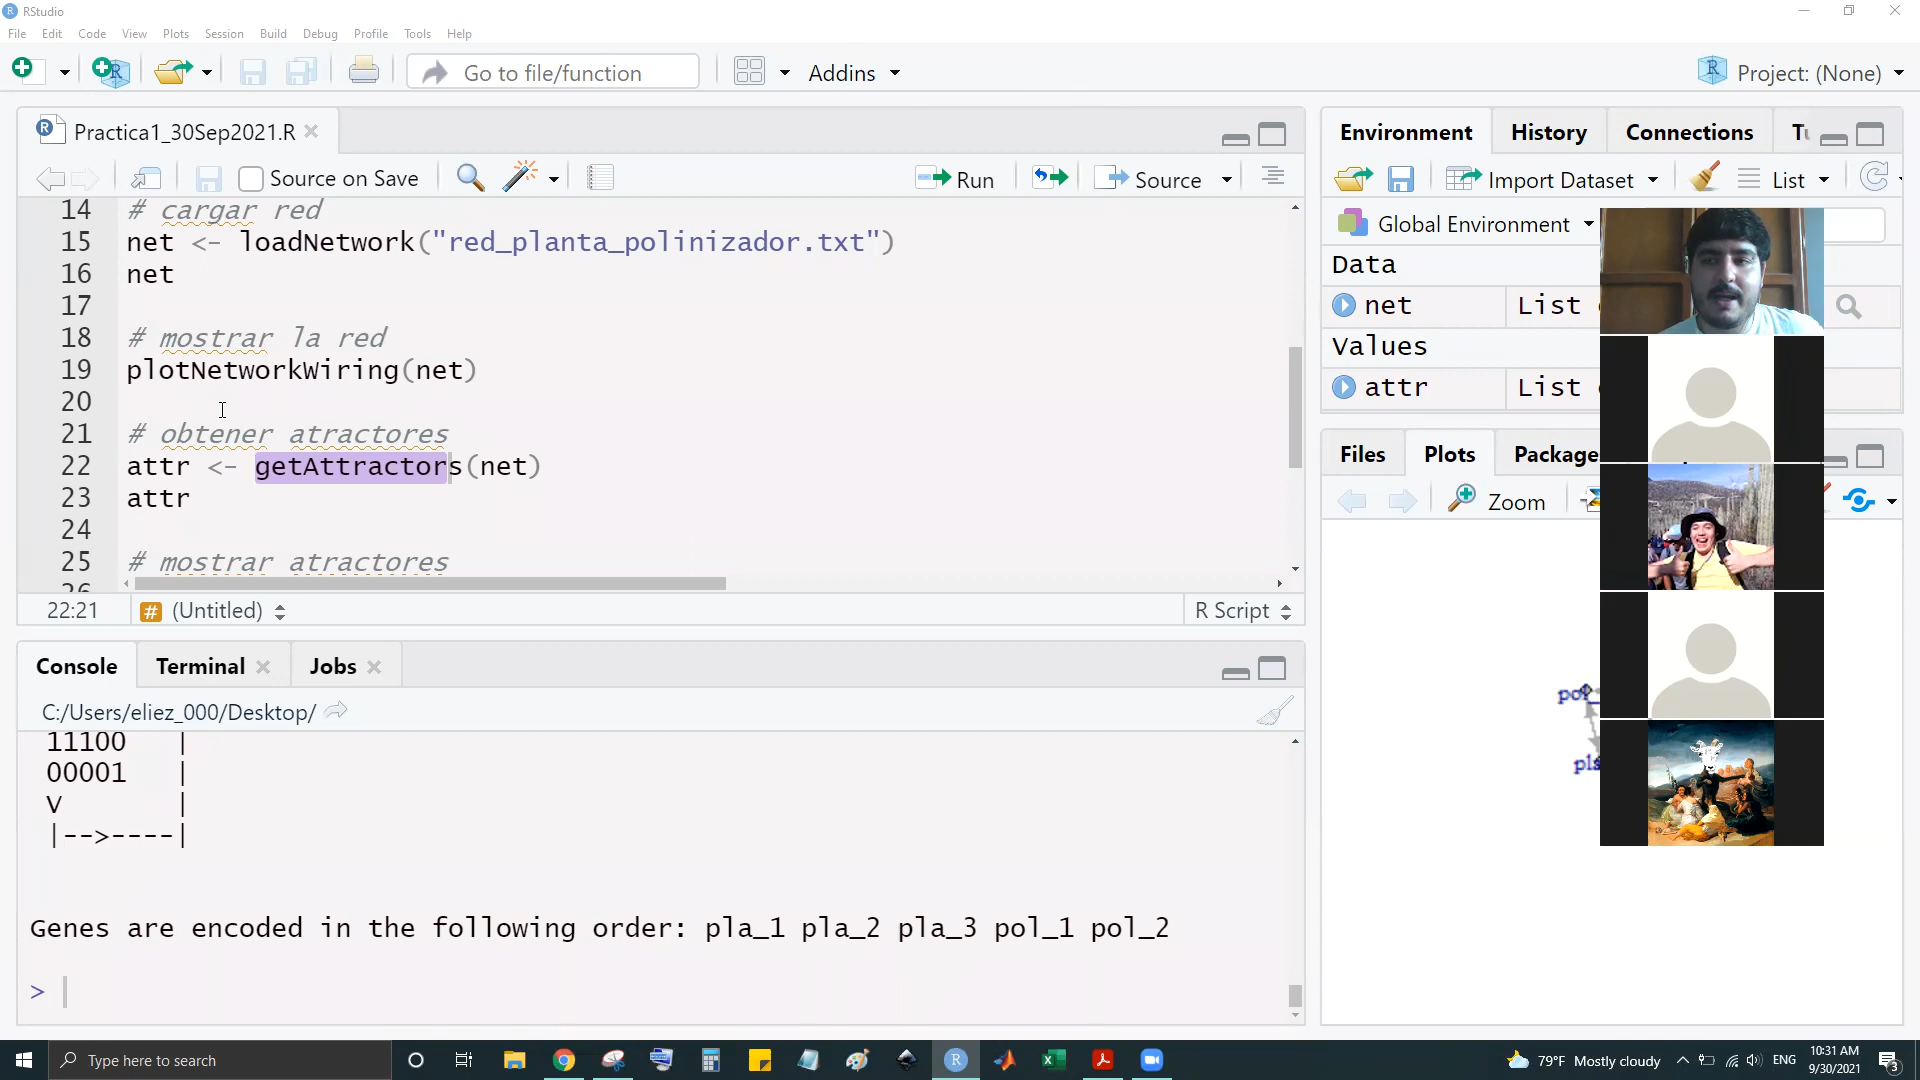 RStudio
File Edit Code View Plots Session Build Debug Profile Tools Help
Go to file/function
Addins
Project: (None)
Practica1_30Sep2021.R
Source on Save
Run
Source
14 # cargar red
15 net <- loadNetwork("red_planta_polinizador.txt")
16 net
17
18 # mostrar la red
19 plotNetworkWiring(net)
20
21 # obtener atractores
22 attr <- getAttractors(net)
23 attr
24
25 # mostrar atractores
22:21
# (Untitled)
R Script
Console Terminal Jobs
C:/Users/eliez_000/Desktop/
11100 |
00001 |
V |
|-->----|
Genes are encoded in the following order: pla_1 pla_2 pla_3 pol_1 pol_2
>
Environment History Connections
Import Dataset
List
Global Environment
Data
net List
Values
attr List
Files Plots Package
Zoom
Type here to search
79°F Mostly cloudy
ENG
10:31 AM
9/30/2021
3